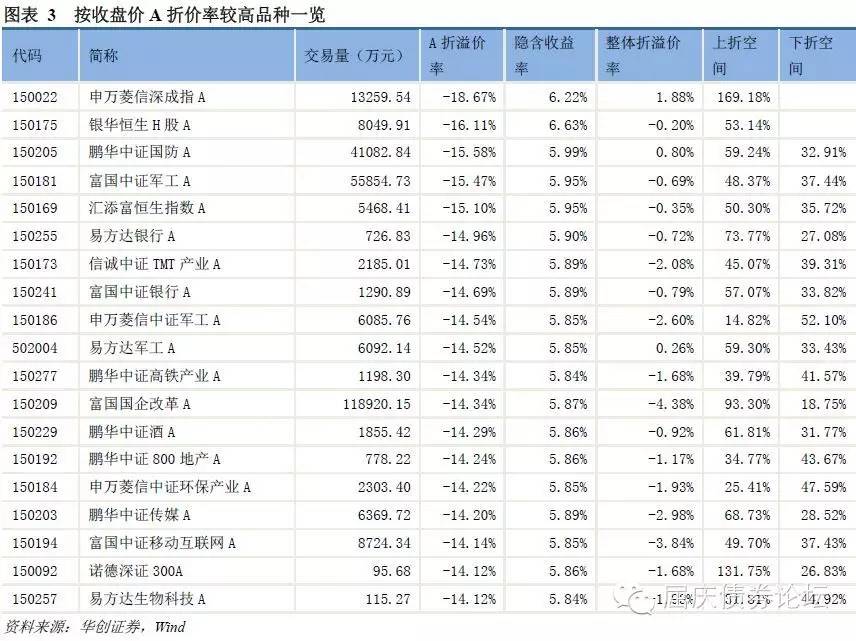 图表 3 按收盘价 A 折价率较高品种一览
代码 简称 交易量（万元） A 折溢价率 隐含收益率 整体折溢价率 上折空间 下折空间
150022 申万菱信深成指 A 13259.54 -18.67% 6.22% 1.88% 169.18%
150175 银华恒生 H 股 A 8049.91 -16.11% 6.63% -0.20% 53.14%
150205 鹏华中证国防 A 41082.84 -15.58% 5.99% 0.80% 59.24% 32.91%
150181 富国中证军工 A 55854.73 -15.47% 5.95% -0.69% 48.37% 37.44%
150169 汇添富恒生指数 A 5468.41 -15.10% 5.95% -0.35% 50.30% 35.72%
150255 易方达银行 A 726.83 -14.96% 5.90% -0.72% 73.77% 27.08%
150173 信诚中证 TMT 产业 A 2185.01 -14.73% 5.89% -2.08% 45.07% 39.31%
150241 富国中证银行 A 1290.89 -14.69% 5.89% -0.79% 57.07% 33.82%
150186 申万菱信中证军工 A 6085.76 -14.54% 5.85% -2.60% 14.82% 52.10%
502004 易方达军工 A 6092.14 -14.52% 5.85% 0.26% 59.30% 33.43%
150277 鹏华中证高铁产业 A 1198.30 -14.34% 5.84% -1.68% 39.79% 41.57%
150209 富国国企改革 A 118920.15 -14.34% 5.87% -4.38% 93.30% 18.75%
150229 鹏华中证酒 A 1855.42 -14.29% 5.86% -0.92% 61.81% 31.77%
150192 鹏华中证 800 地产 A 778.22 -14.24% 5.86% -1.17% 34.77% 43.67%
150184 申万菱信中证环保产业 A 2303.40 -14.22% 5.85% -1.93% 25.41% 47.59%
150203 鹏华中证传媒 A 6369.72 -14.20% 5.89% -2.98% 68.73% 28.52%
150194 富国中证移动互联网 A 8724.34 -14.14% 5.85% -3.84% 49.70% 37.43%
150092 诺德深证 300A 95.68 -14.12% 5.86% -1.68% 131.75% 26.83%
150257 易方达生物科技 A 115.27 -14.12% 5.84% 44.92%
屈庆债券论坛
资料来源：华创证券，Wind